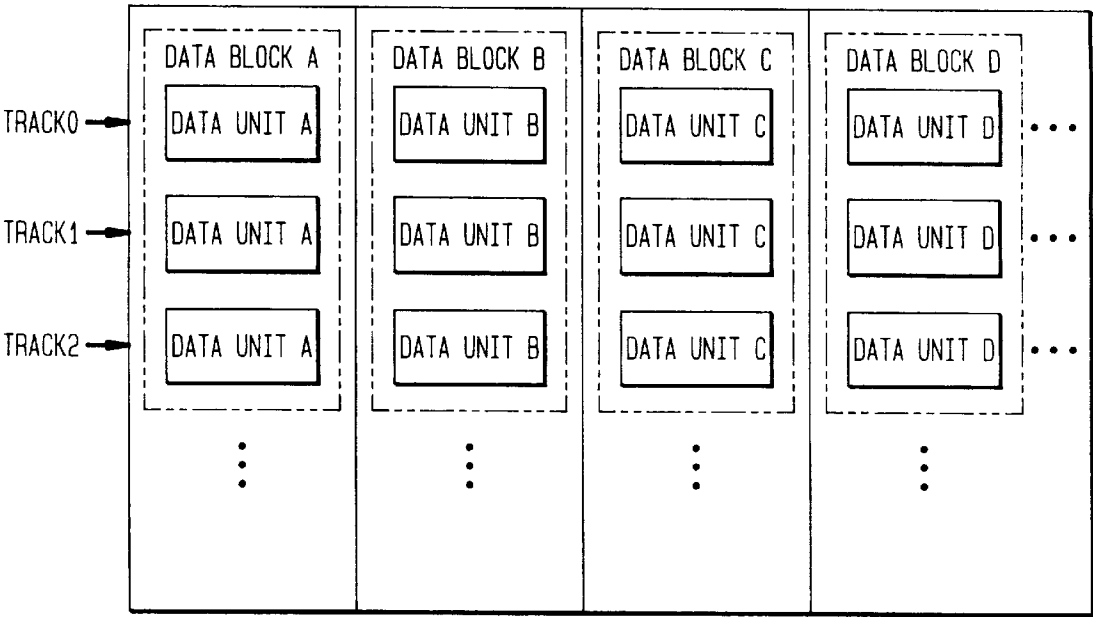 DATA BLOCK A DATA BLOCK B DATA BLOCK C DATA BLOCK D
TRACK0 DATA UNIT A DATA UNIT B DATA UNIT C DATA UNIT D
TRACK1 DATA UNIT A DATA UNIT B DATA UNIT C DATA UNIT D
TRACK2 DATA UNIT A DATA UNIT B DATA UNIT C DATA UNIT D